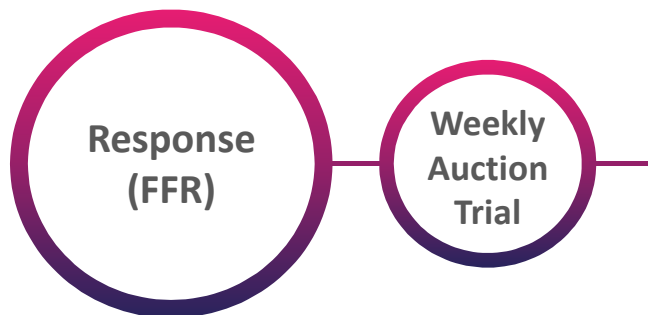 Response
(FFR)
Weekly
Auction
Trial